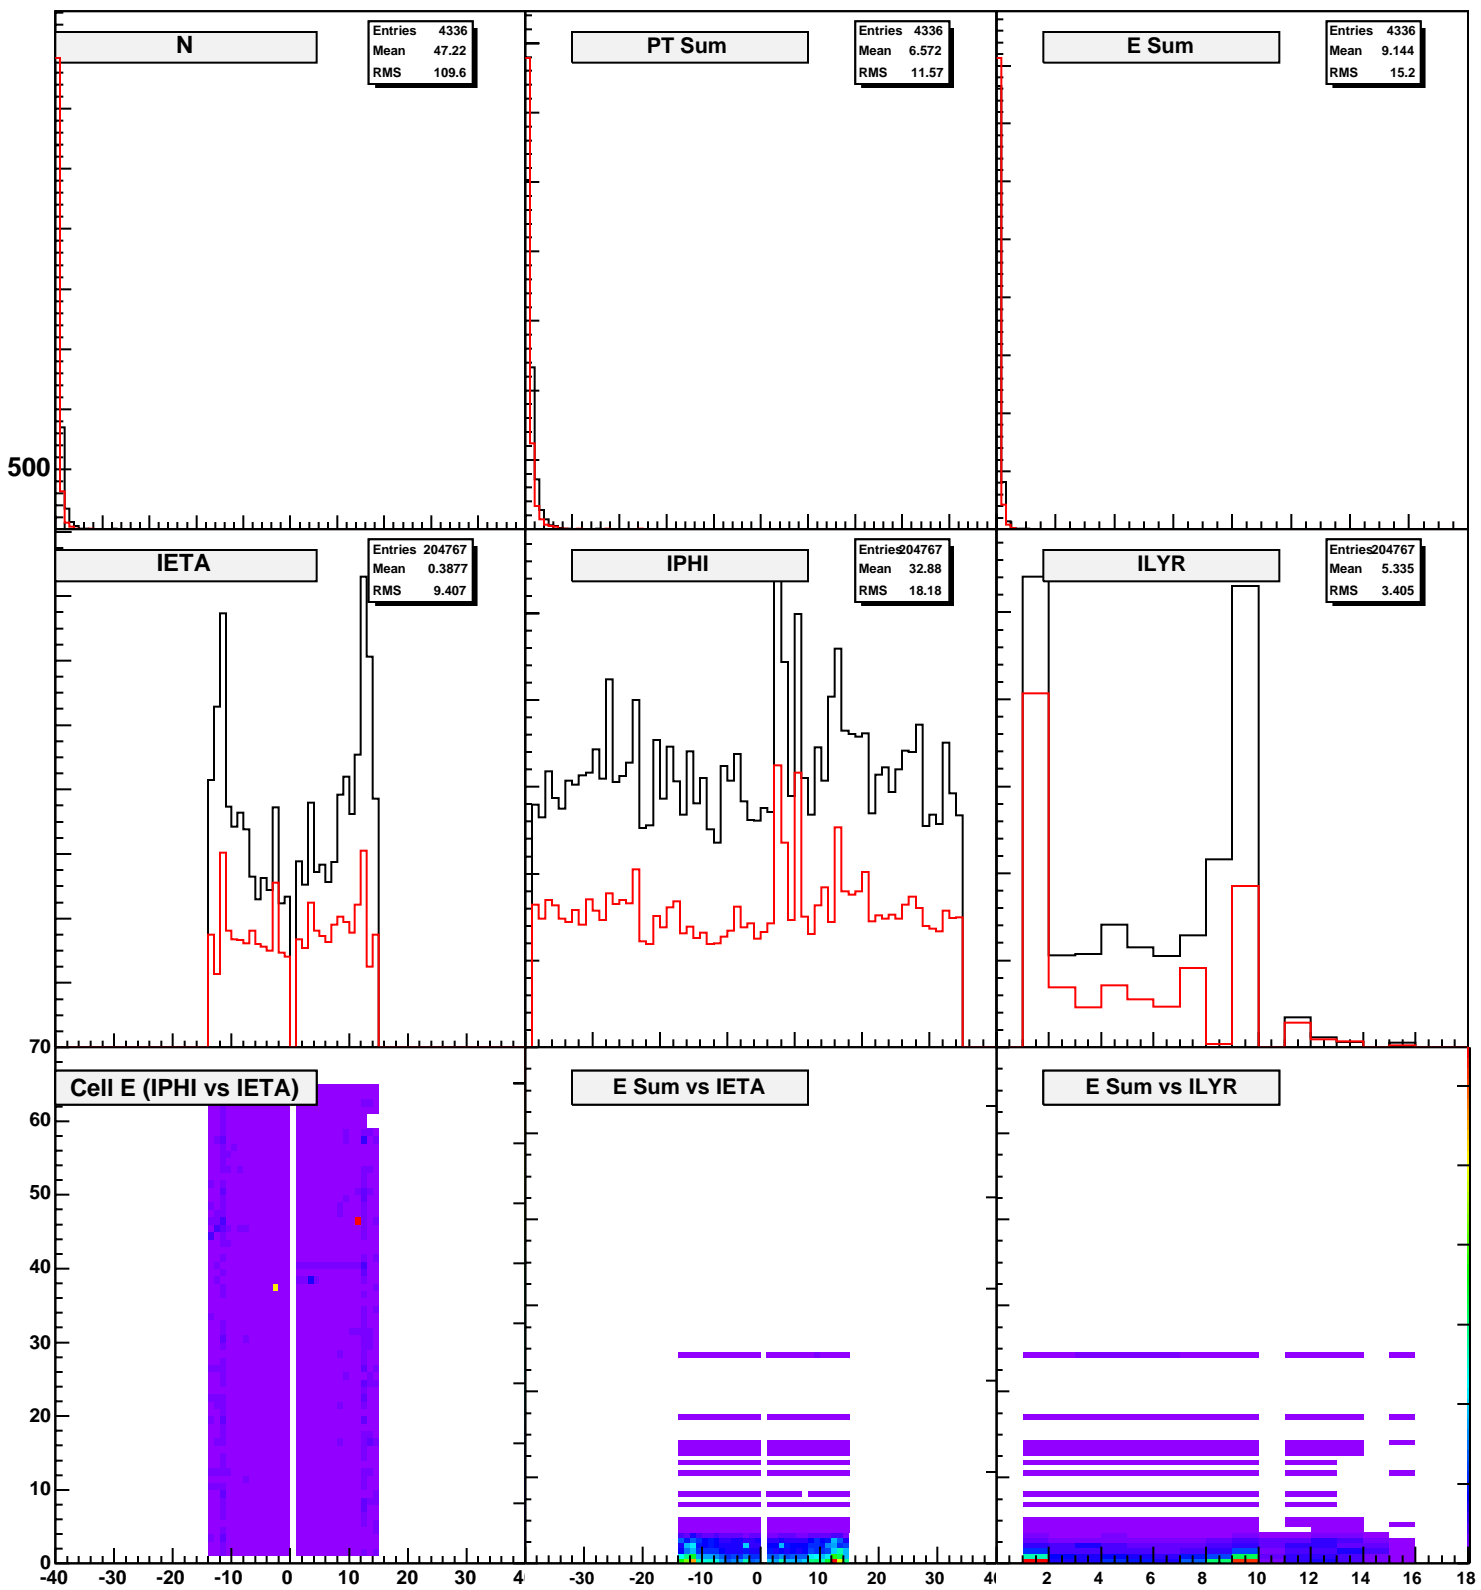 N
Entries 4336
Mean 47.22
RMS 109.6
PT Sum
Entries 4336
Mean 6.572
RMS 11.57
E Sum
Entries 4336
Mean 9.144
RMS 15.2
500
IETA
Entries 204767
Mean 0.3877
RMS 9.407
IPHI
Entries 204767
Mean 32.88
RMS 18.18
ILYR
Entries 204767
Mean 5.335
RMS 3.405
70
Cell E (IPHI vs IETA)
E Sum vs IETA
E Sum vs ILYR
60
50
40
30
20
10
0
-40 -30 -20 -10 0 10 20 30 4 -30 -20 -10 0 10 20 30 4 2 4 6 8 10 12 14 16 18